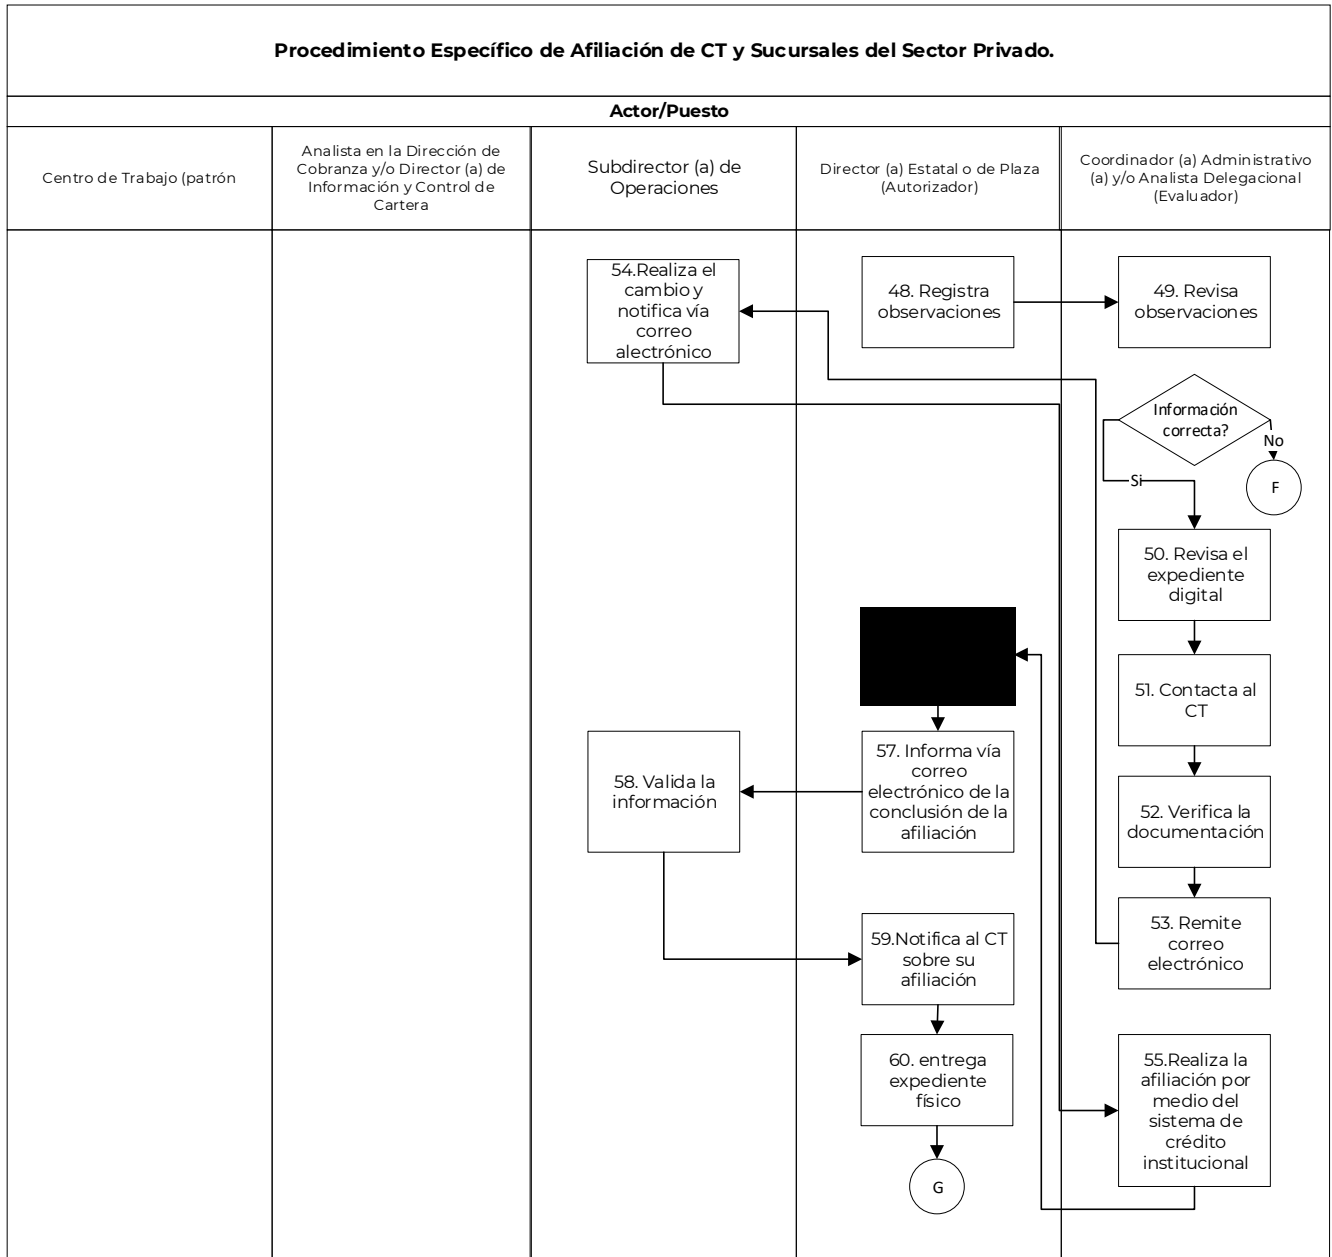 Procedimiento Específico de Afiliación de CT y Sucursales del Sector Privado.
Actor/Puesto
Centro de Trabajo (patrón
Analista en la Dirección de
Cobranza y/o Director (a) de
Información y Control de
Cartera
Subdirector (a) de
Operaciones
Director (a) Estatal o de Plaza
(Autorizador)
Coordinador (a) Administrativo
(a) y/o Analista Delegacional
(Evaluador)
54.Realiza el
cambio y
notifica vía
correo
alectrónico
48. Registra
observaciones
49. Revisa
observaciones
Información
correcta?
No
F
Si
50. Revisa el
expediente
digital
51. Contacta al
CT
52. Verifica la
documentación
53. Remite
correo
electrónico
57. Informa vía
correo
electrónico de la
conclusión de la
afiliación
58. Valida la
información
59.Notifica al CT
sobre su
afiliación
60. entrega
expediente
físico
G
55.Realiza la
afiliación por
medio del
sistema de
crédito
institucional